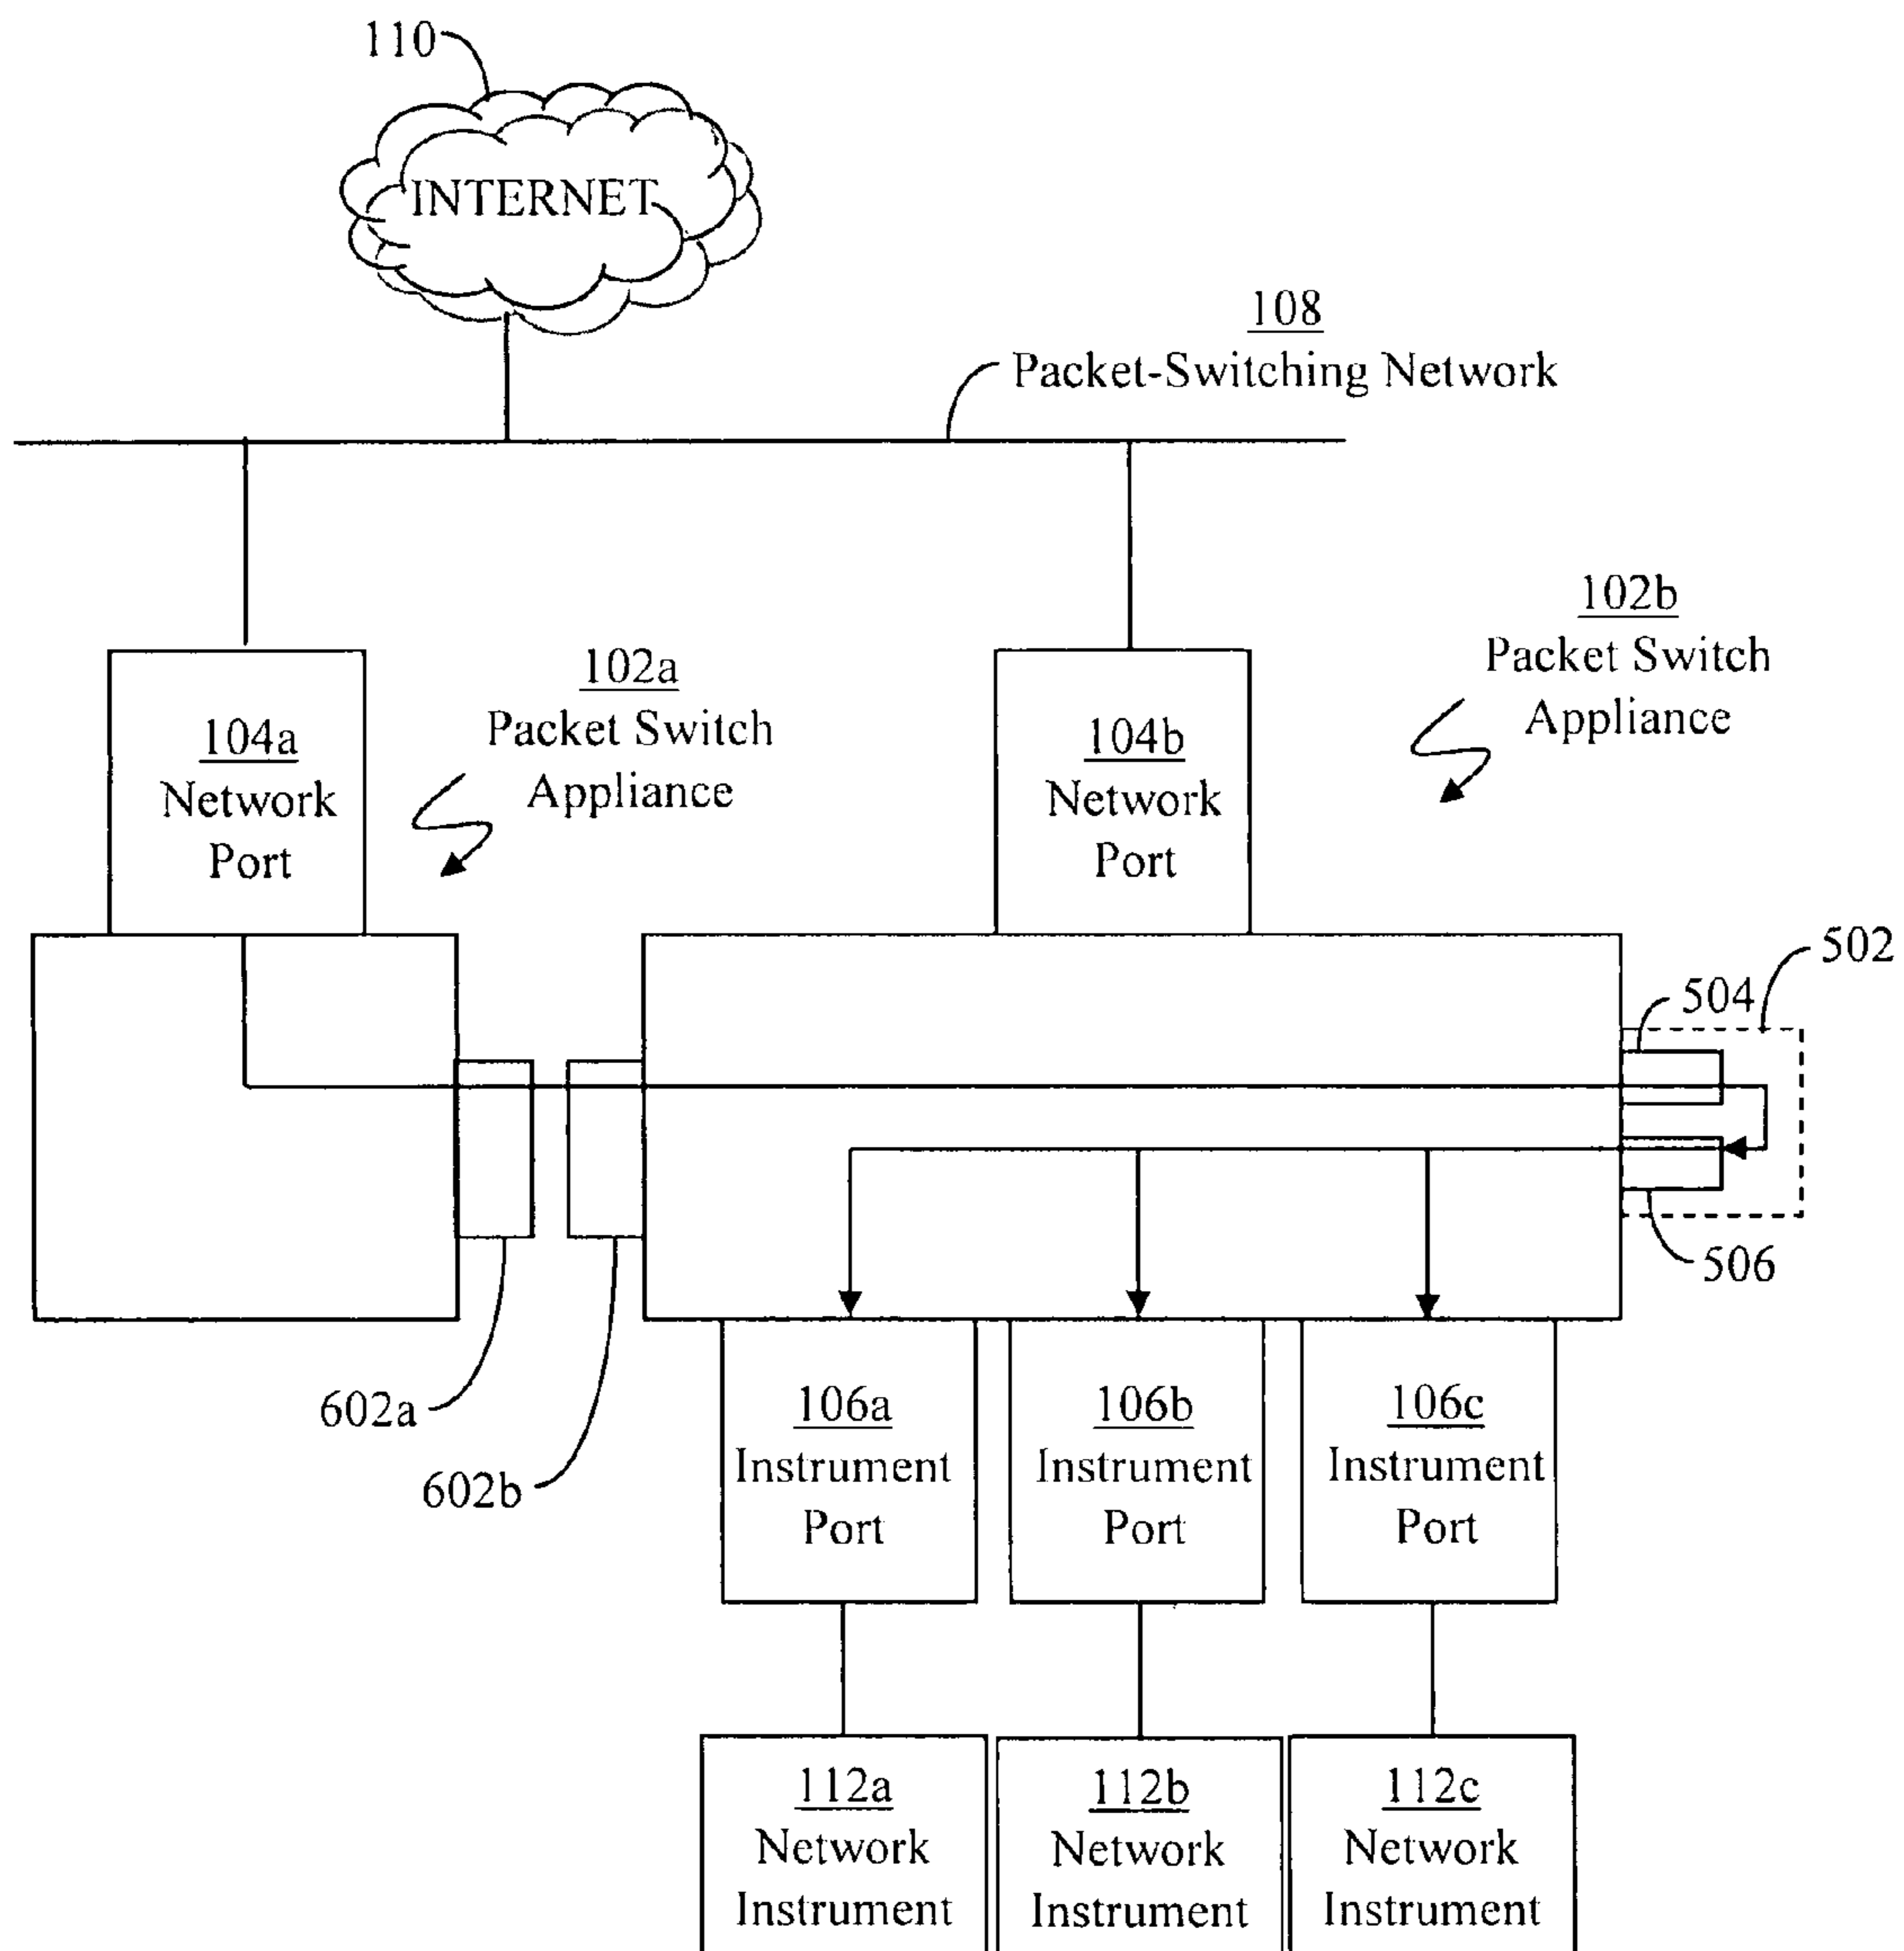 110
INTERNET
108
Packet-Switching Network
102b
Packet Switch
Appliance
102a
Packet Switch
Appliance
104a
Network
Port
104b
Network
Port
502
504
506
602a
602b
106a
Instrument
Port
106b
Instrument
Port
106c
Instrument
Port
112a
Network
Instrument
112b
Network
Instrument
112c
Network
Instrument